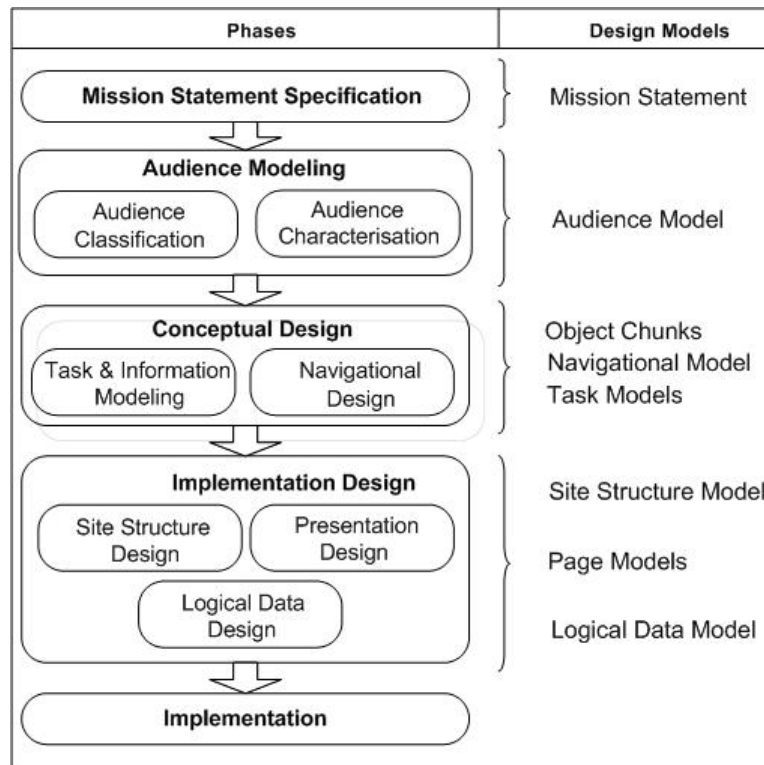 Phases
Design Models
Mission Statement Specification
Mission Statement
Audience Modeling
Audience
Classification
Audience
Characterisation
Audience Model
Conceptual Design
Task & Information
Modeling
Navigational
Design
Object Chunks
Navigational Model
Task Models
Implementation Design
Site Structure
Design
Presentation
Design
Logical Data
Design
Site Structure Model
Page Models
Logical Data Model
Implementation